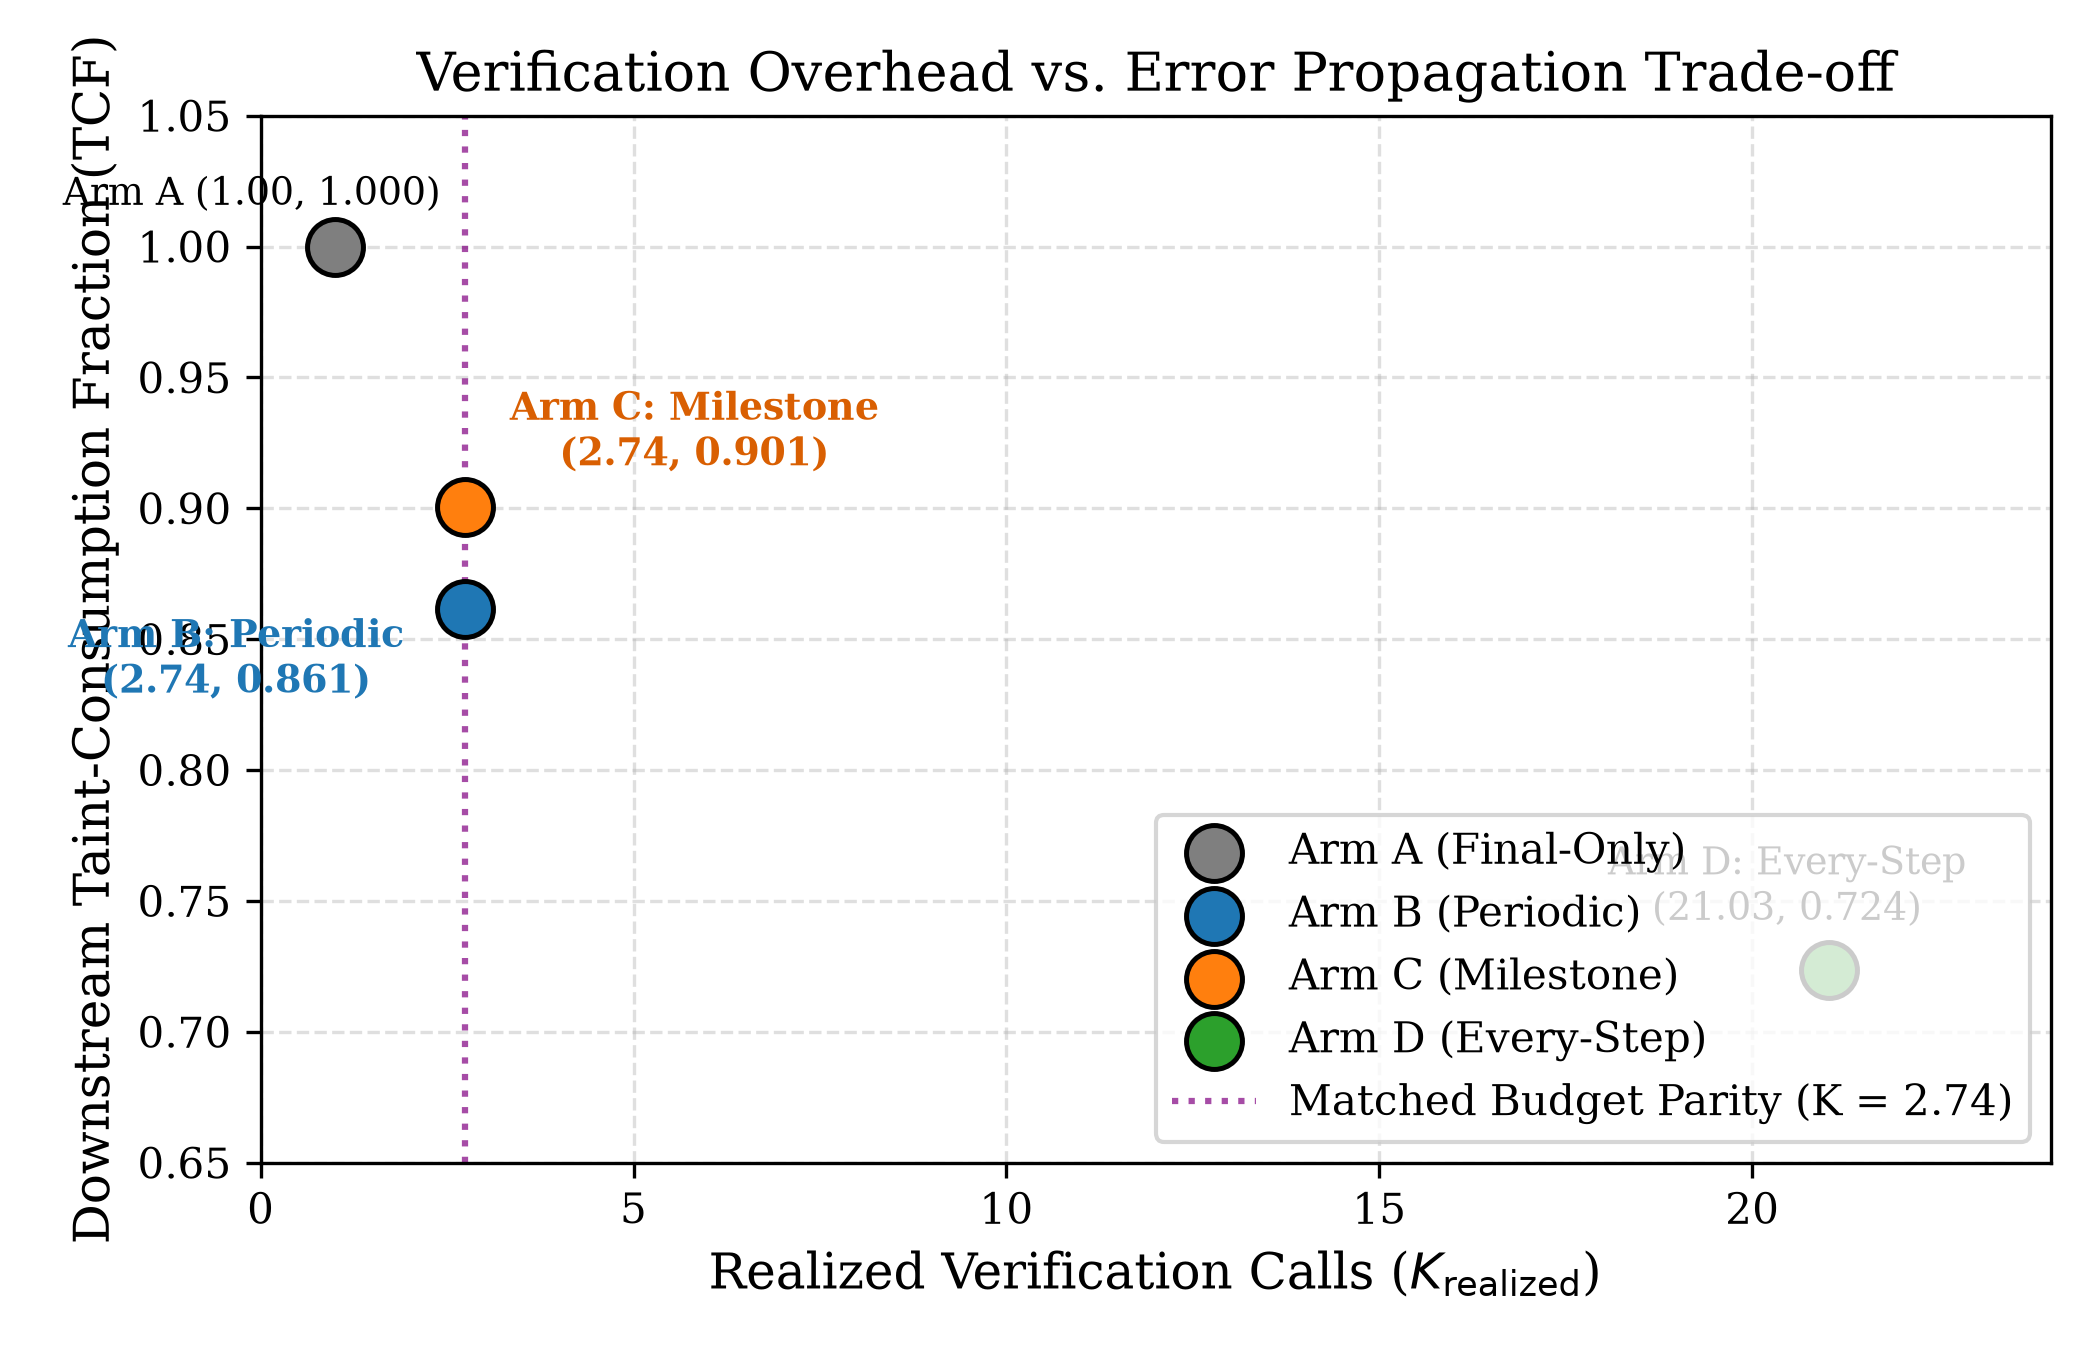 Verification Overhead vs. Error Propagation Trade-off
Downstream Taint-Consumption Fraction (TCF)
1.05
1.00
0.95
0.90
0.85
0.80
0.75
0.70
0.65
Arm A (1.00, 1.000)
Arm C: Milestone
(2.74, 0.901)
Arm B: Periodic
(2.74, 0.861)
Arm D: Every-Step
(21.03, 0.724)
Arm A (Final-Only)
Arm B (Periodic)
Arm C (Milestone)
Arm D (Every-Step)
Matched Budget Parity (K = 2.74)
0 5 10 15 20
Realized Verification Calls (K_realized)